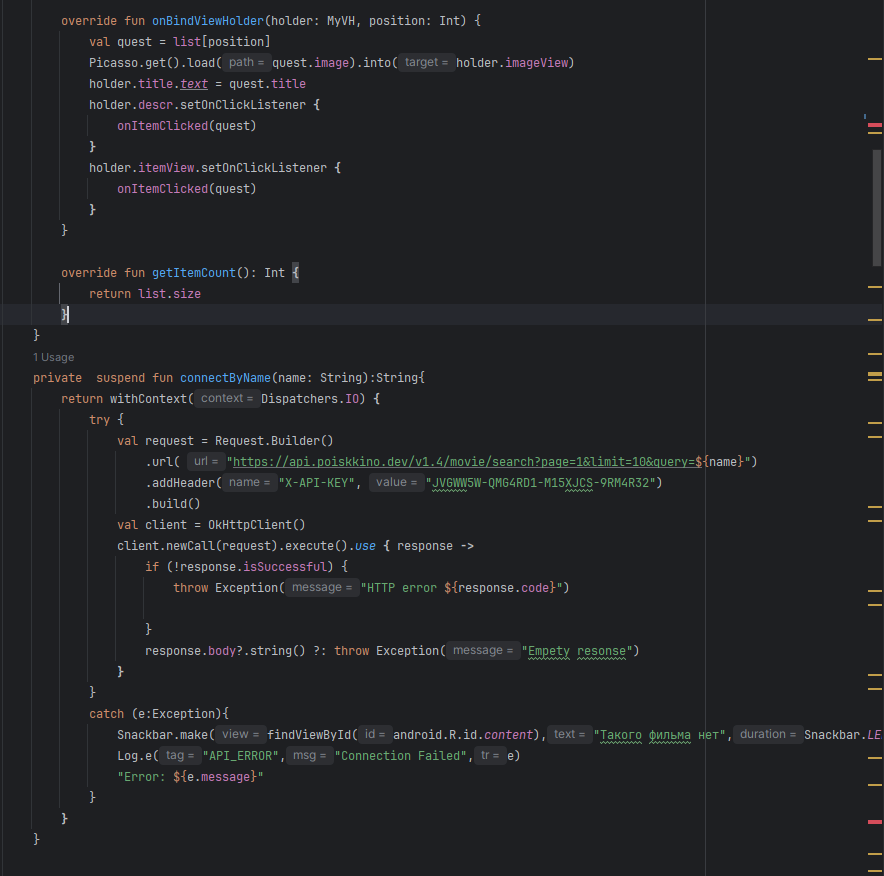 override fun onBindViewHolder(holder: MyVH, position: Int) {
val quest = list[position]
Picasso.get().load( path = quest.image).into( target = holder.imageView)
holder.title.text = quest.title
holder.descr.setOnClickListener {
onItemClicked(quest)
}
holder.itemView.setOnClickListener {
onItemClicked(quest)
}
}
override fun getItemCount(): Int {
return list.size
}
}
1 Usage
private  suspend fun connectByName(name: String):String{
return withContext( context = Dispatchers.IO) {
try {
val request = Request.Builder()
.url( url = "https://api.poiskkino.dev/v1.4/movie/search?page=1&limit=10&query=${name}")
.addHeader( name = "X-API-KEY", value = "JVGWW5W-QMG4RD1-M15XJCS-9RM4R32")
.build()
val client = OkHttpClient()
client.newCall(request).execute().use { response ->
if (!response.isSuccessful) {
throw Exception( message = "HTTP error ${response.code}")
}
response.body?.string() ?: throw Exception( message = "Empety resonse")
}
}
catch (e:Exception){
Snackbar.make( view = findViewById( id = android.R.id.content), text = "Такого фильма нет", duration = Snackbar.LE
Log.e( tag = "API_ERROR", msg = "Connection Failed", tr = e)
"Error: ${e.message}"
}
}
}